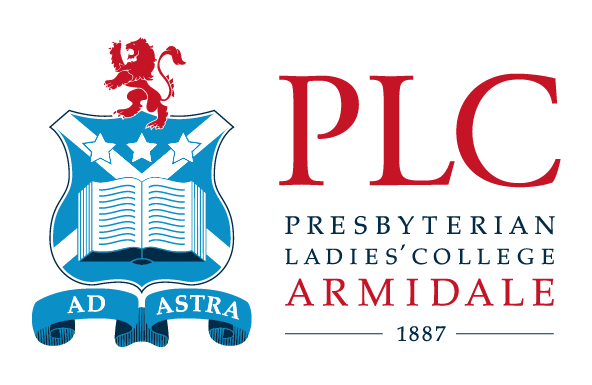 PLC
PRESBYTERIAN
LADIES' COLLEGE
ARMIDALE
1887
AD ASTRA